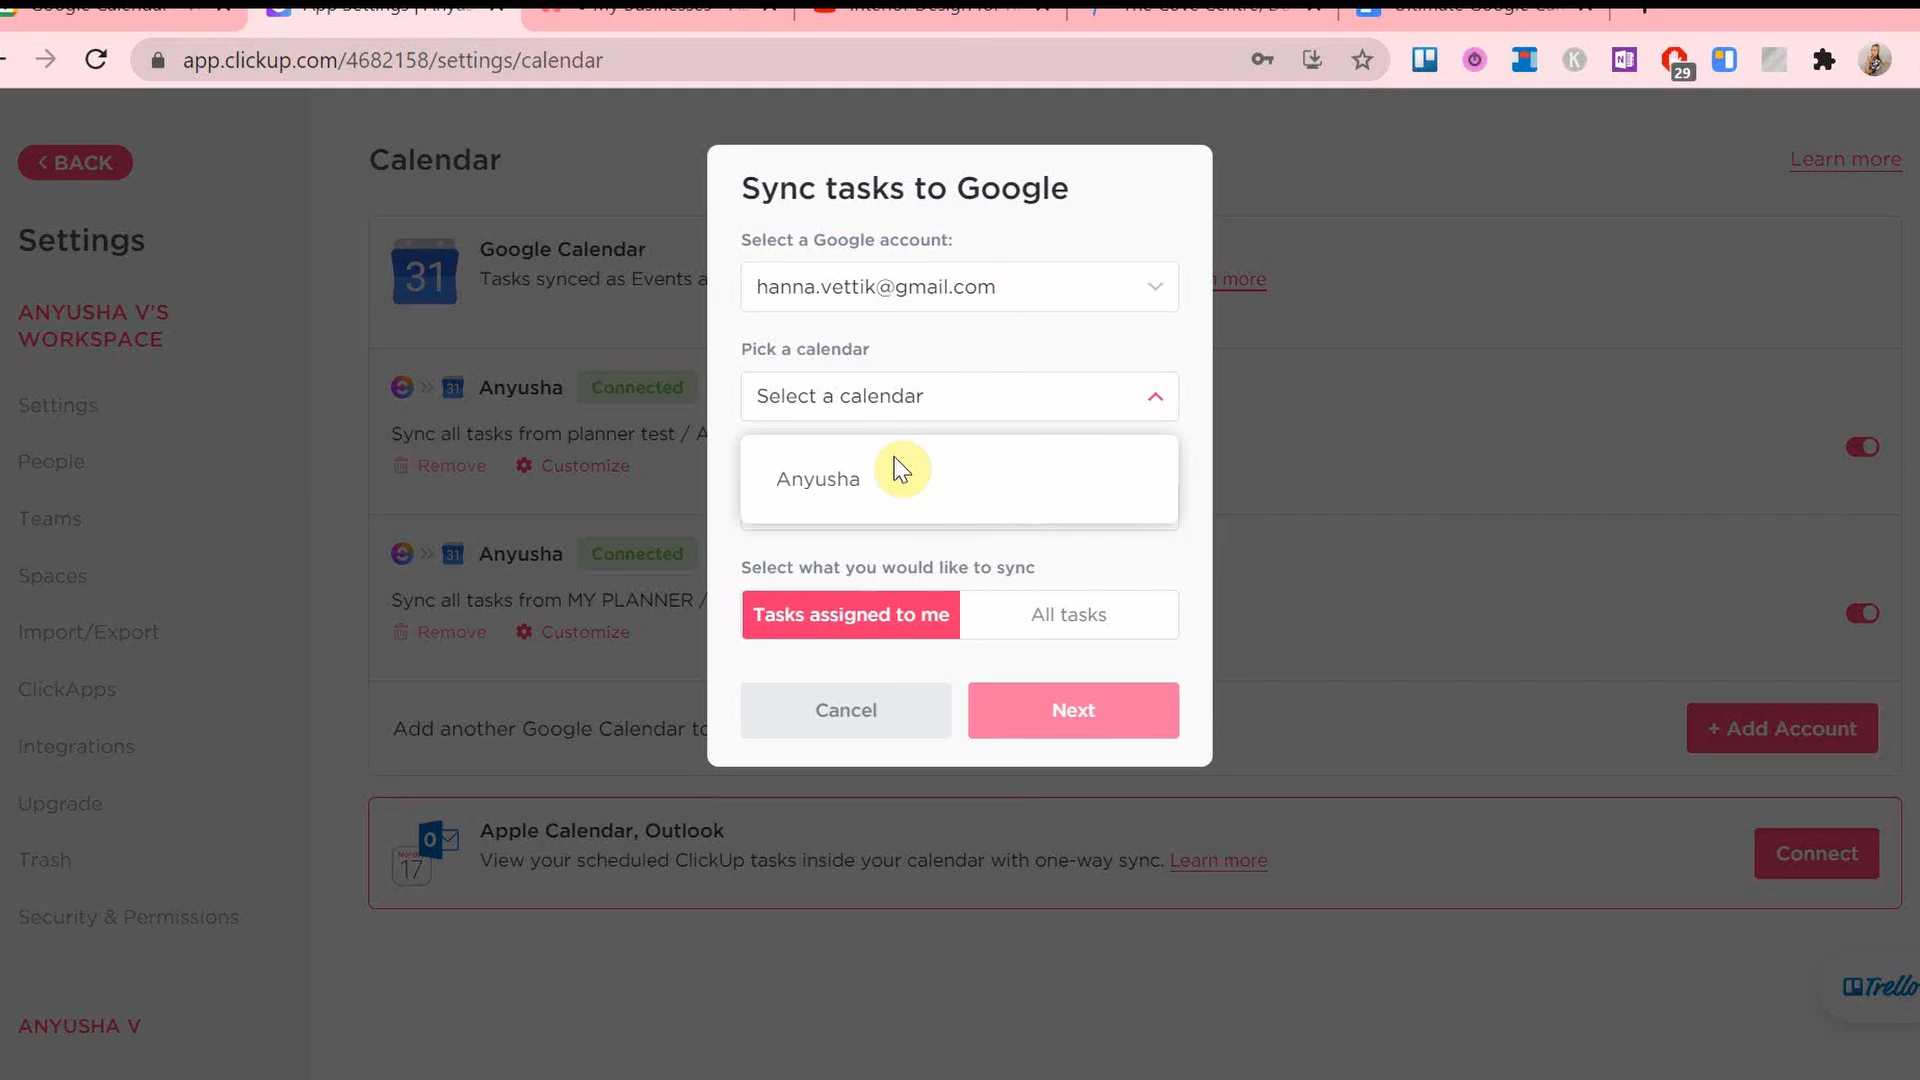 app.clickup.com/4682158/settings/calendar
29
BACK
Calendar
Learn more
Settings
ANYUSHA V'S
WORKSPACE
Settings
People
Teams
Spaces
Import/Export
ClickApps
Integrations
Upgrade
Trash
Security & Permissions
ANYUSHA V
31
Google Calendar
Tasks synced as Events
more
31
Anyusha
Connected
Sync all tasks from planner test /
Remove
Customize
31
Anyusha
Connected
Sync all tasks from MY PLANNER /
Remove
Customize
Add another Google Calendar
+ Add Account
Sync tasks to Google
Select a Google account:
hanna.vettik@gmail.com
Pick a calendar
Select a calendar
Anyusha
Select what you would like to sync
Tasks assigned to me
All tasks
Cancel
Next
17
Apple Calendar, Outlook
View your scheduled ClickUp tasks inside your calendar with one-way sync. Learn more
Connect
Trello